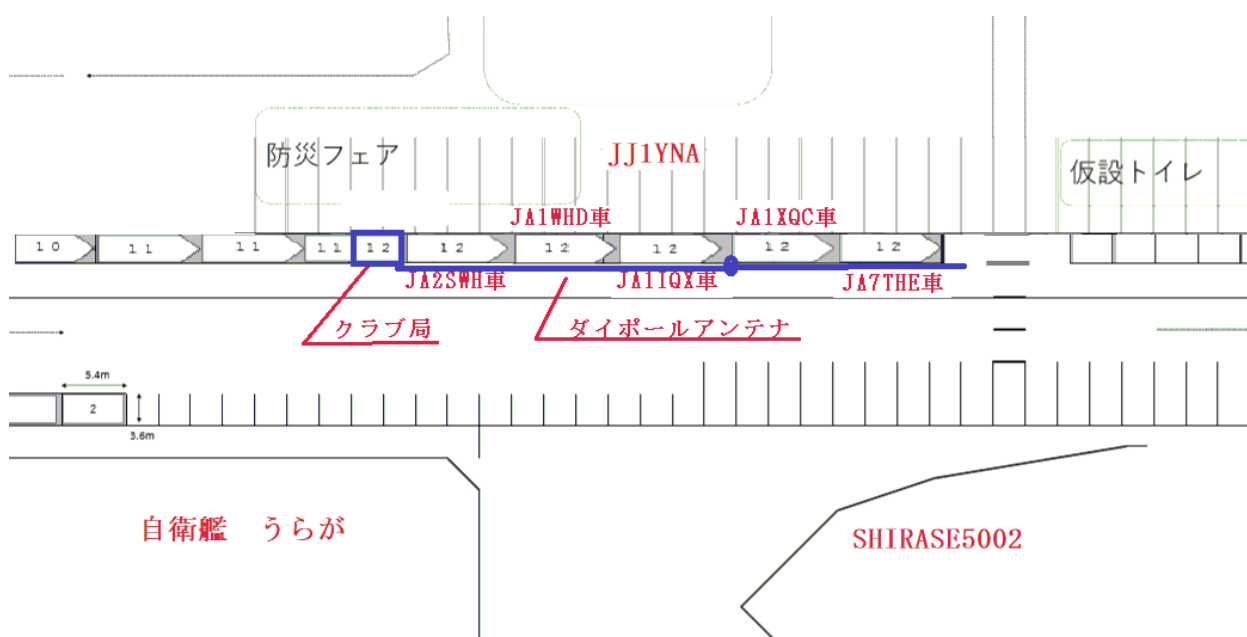 防災フェア
JJ1YNA
仮設トイレ
JA1WHD車
JA1XQC車
10
11
11
11
12
12
12
12
12
12
JA2SWH車
JA1IQX車
JA7THE車
クラブ局
ダイポールアンテナ
5.4m
2
3.6m
自衛艦 うらが
SHIRASE5002